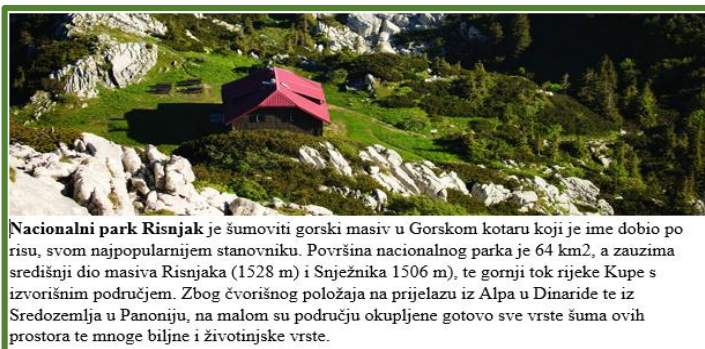 Nacionalni park Risnjak je šumoviti gorski masiv u Gorskom kotaru koji je ime dobio po
risu, svom najpopularnijem stanovniku. Površina nacionalnog parka je 64 km2, a zauzima
središnji dio masiva Risnjaka (1528 m) i Snježnika 1506 m), te gornji tok rijeke Kupe s
izvorišnim područjem. Zbog čvorišnog položaja na prijelazu iz Alpa u Dinaride te iz
Sredozemlja u Panoniju, na malom su području okupljene gotovo sve vrste šuma ovih
prostora te mnoge biljne i životinjske vrste.